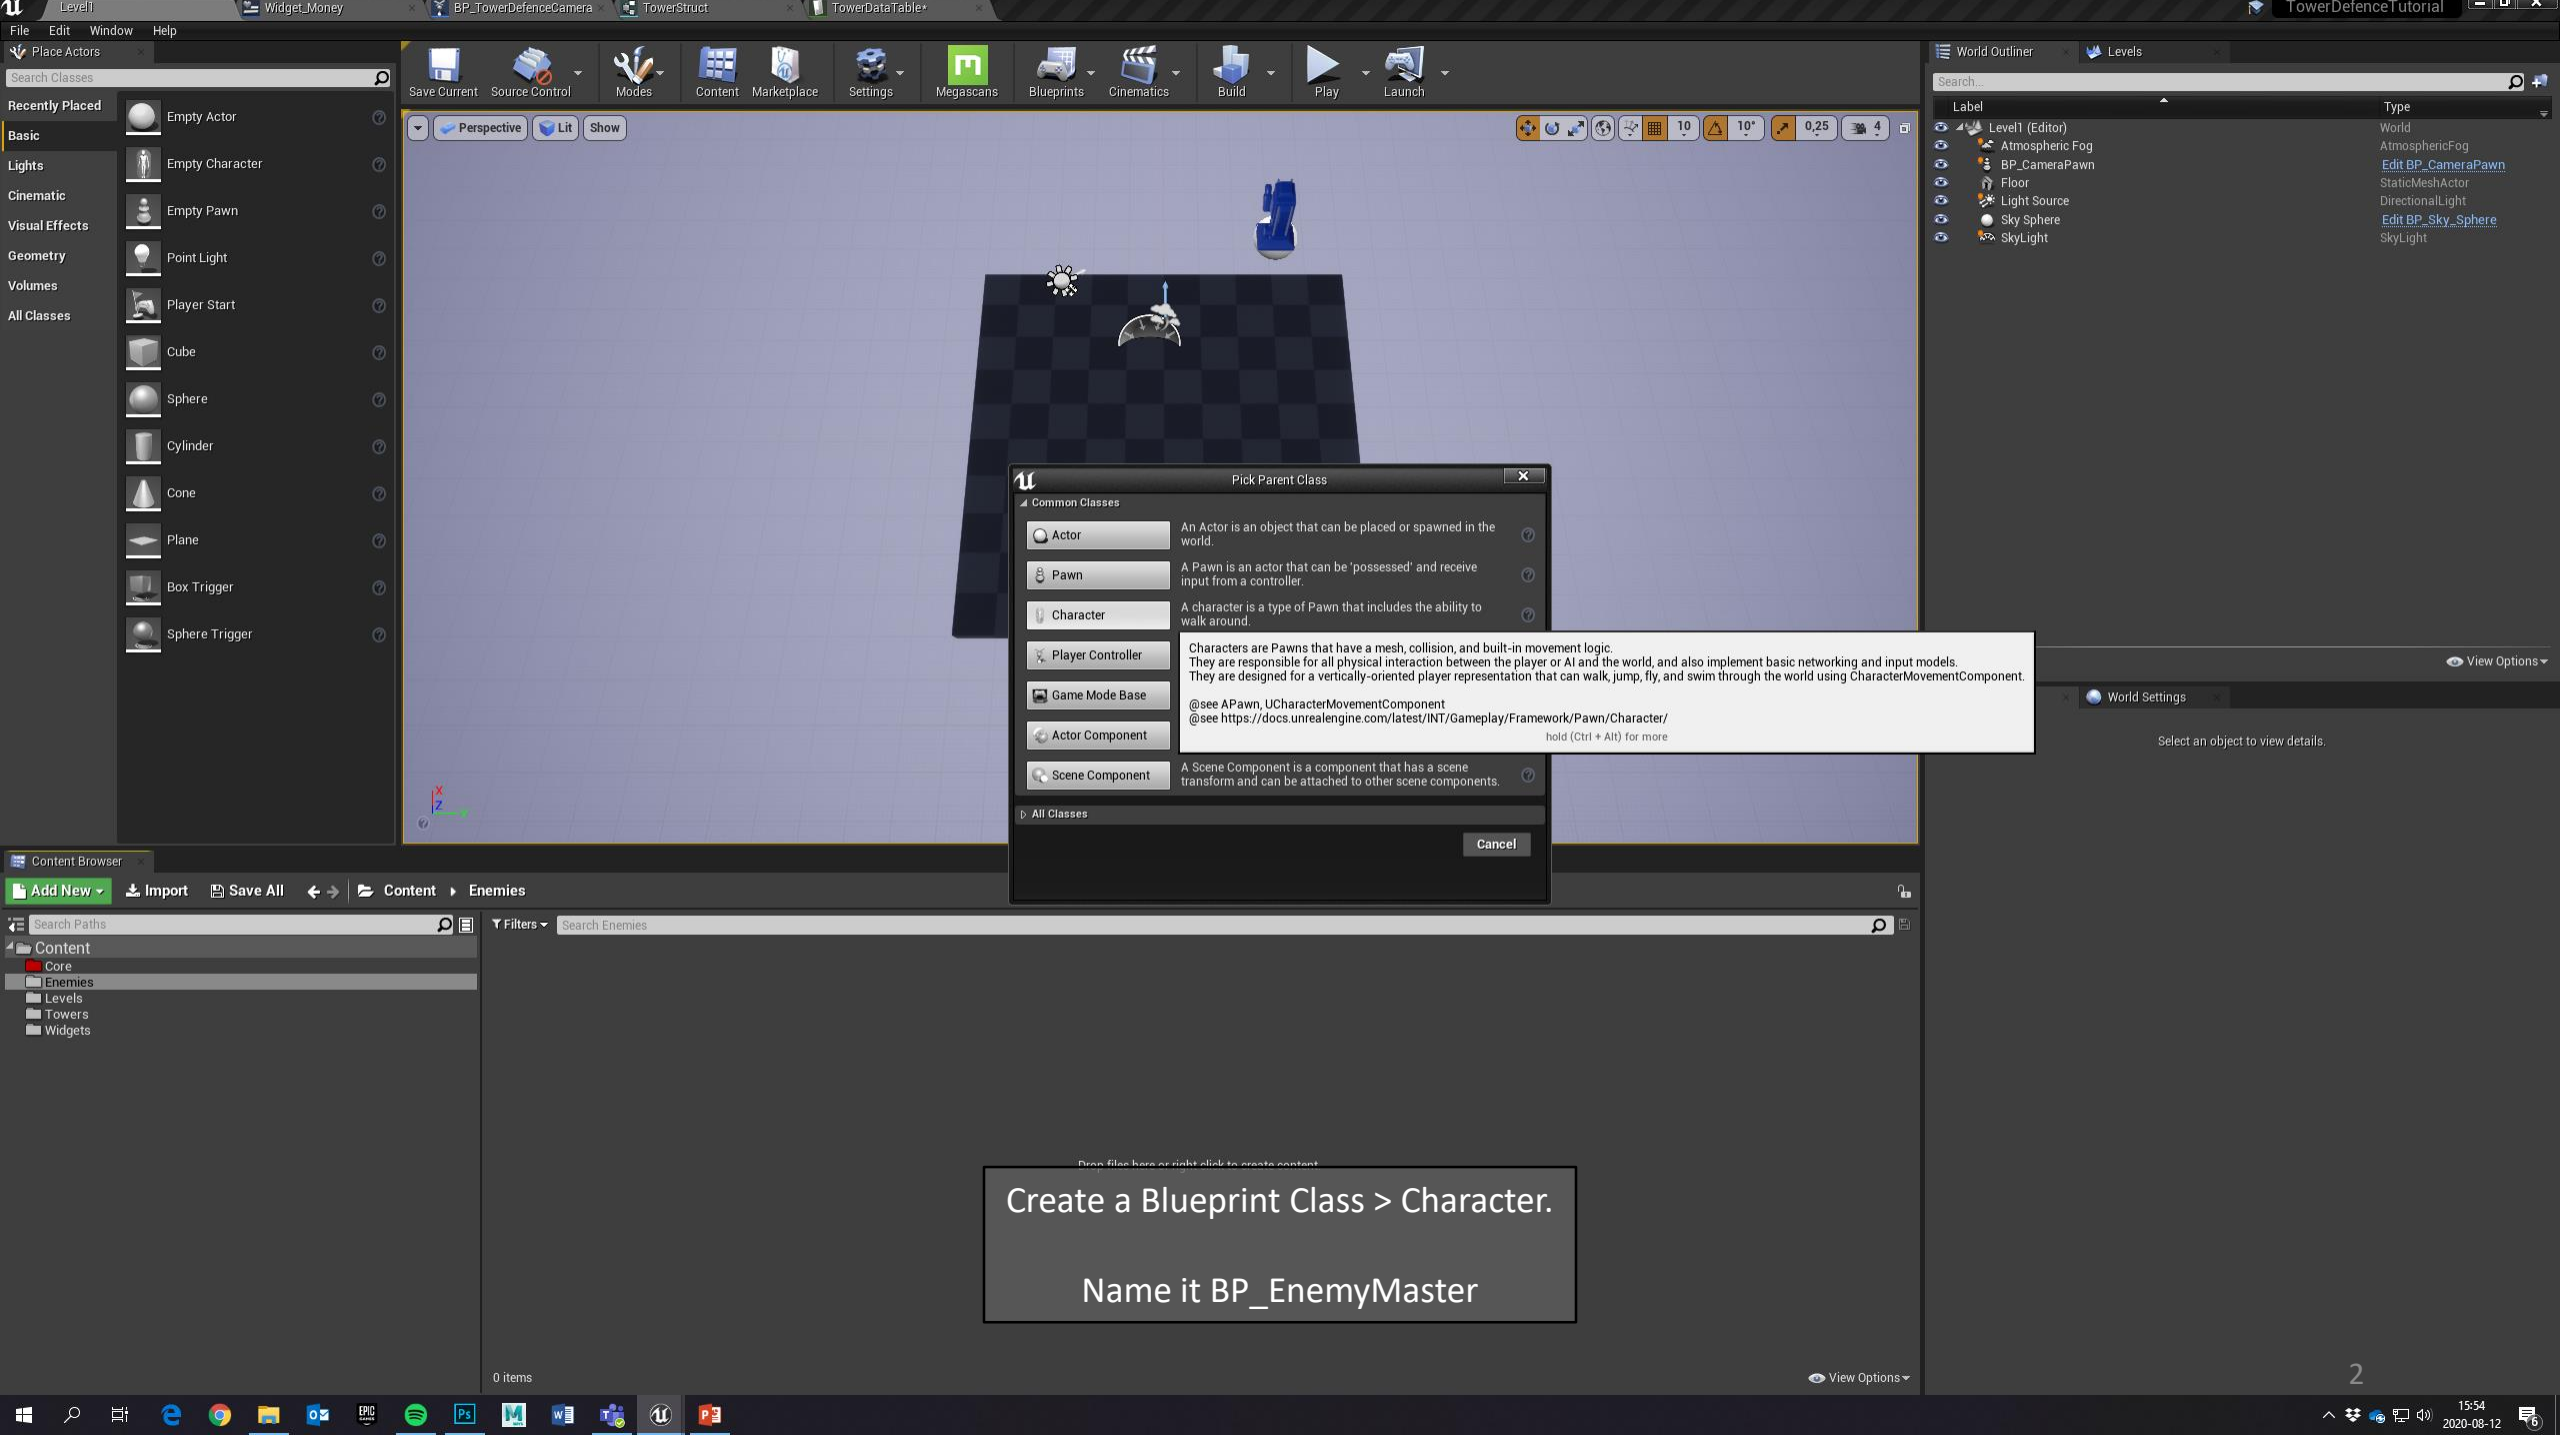 Level1
Widget_Money
BP_TowerDefenceCamera
TowerStruct
TowerDataTable*
TowerDefenceTutorial
File Edit Window Help
Place Actors
Search Classes
Recently Placed
Basic
Lights
Cinematic
Visual Effects
Geometry
Volumes
All Classes
Empty Actor
Empty Character
Empty Pawn
Point Light
Player Start
Cube
Sphere
Cylinder
Cone
Plane
Box Trigger
Sphere Trigger
Save Current
Source Control
Modes
Content
Marketplace
Settings
Megascans
Blueprints
Cinematics
Build
Play
Launch
Perspective
Lit
Show
10
10°
0,25
4
X
Z
Y
World Outliner
Levels
Search...
Label Type
Level1 (Editor) World
Atmospheric Fog AtmosphericFog
BP_CameraPawn Edit BP_CameraPawn
Floor StaticMeshActor
Light Source DirectionalLight
Sky Sphere Edit BP_Sky_Sphere
SkyLight SkyLight
View Options
World Settings
Select an object to view details.
Pick Parent Class
Common Classes
Actor
An Actor is an object that can be placed or spawned in the
world.
Pawn
A Pawn is an actor that can be 'possessed' and receive
input from a controller.
Character
A character is a type of Pawn that includes the ability to
walk around.
Player Controller
Game Mode Base
Actor Component
Characters are Pawns that have a mesh, collision, and built-in movement logic.
They are responsible for all physical interaction between the player or AI and the world, and also implement basic networking and input models.
They are designed for a vertically-oriented player representation that can walk, jump, fly, and swim through the world using CharacterMovementComponent.
@see APawn, UCharacterMovementComponent
@see https://docs.unrealengine.com/latest/INT/Gameplay/Framework/Pawn/Character/
hold (Ctrl + Alt) for more
Scene Component
A Scene Component is a component that has a scene
transform and can be attached to other scene components.
All Classes
Cancel
Content Browser
Add New
Import
Save All
Content
Enemies
Search Paths
Filters
Search Enemies
Content
Core
Enemies
Levels
Towers
Widgets
Drop files here or right click to create content.
Create a Blueprint Class > Character.
Name it BP_EnemyMaster
0 items
View Options
2
15:54
2020-08-12
6